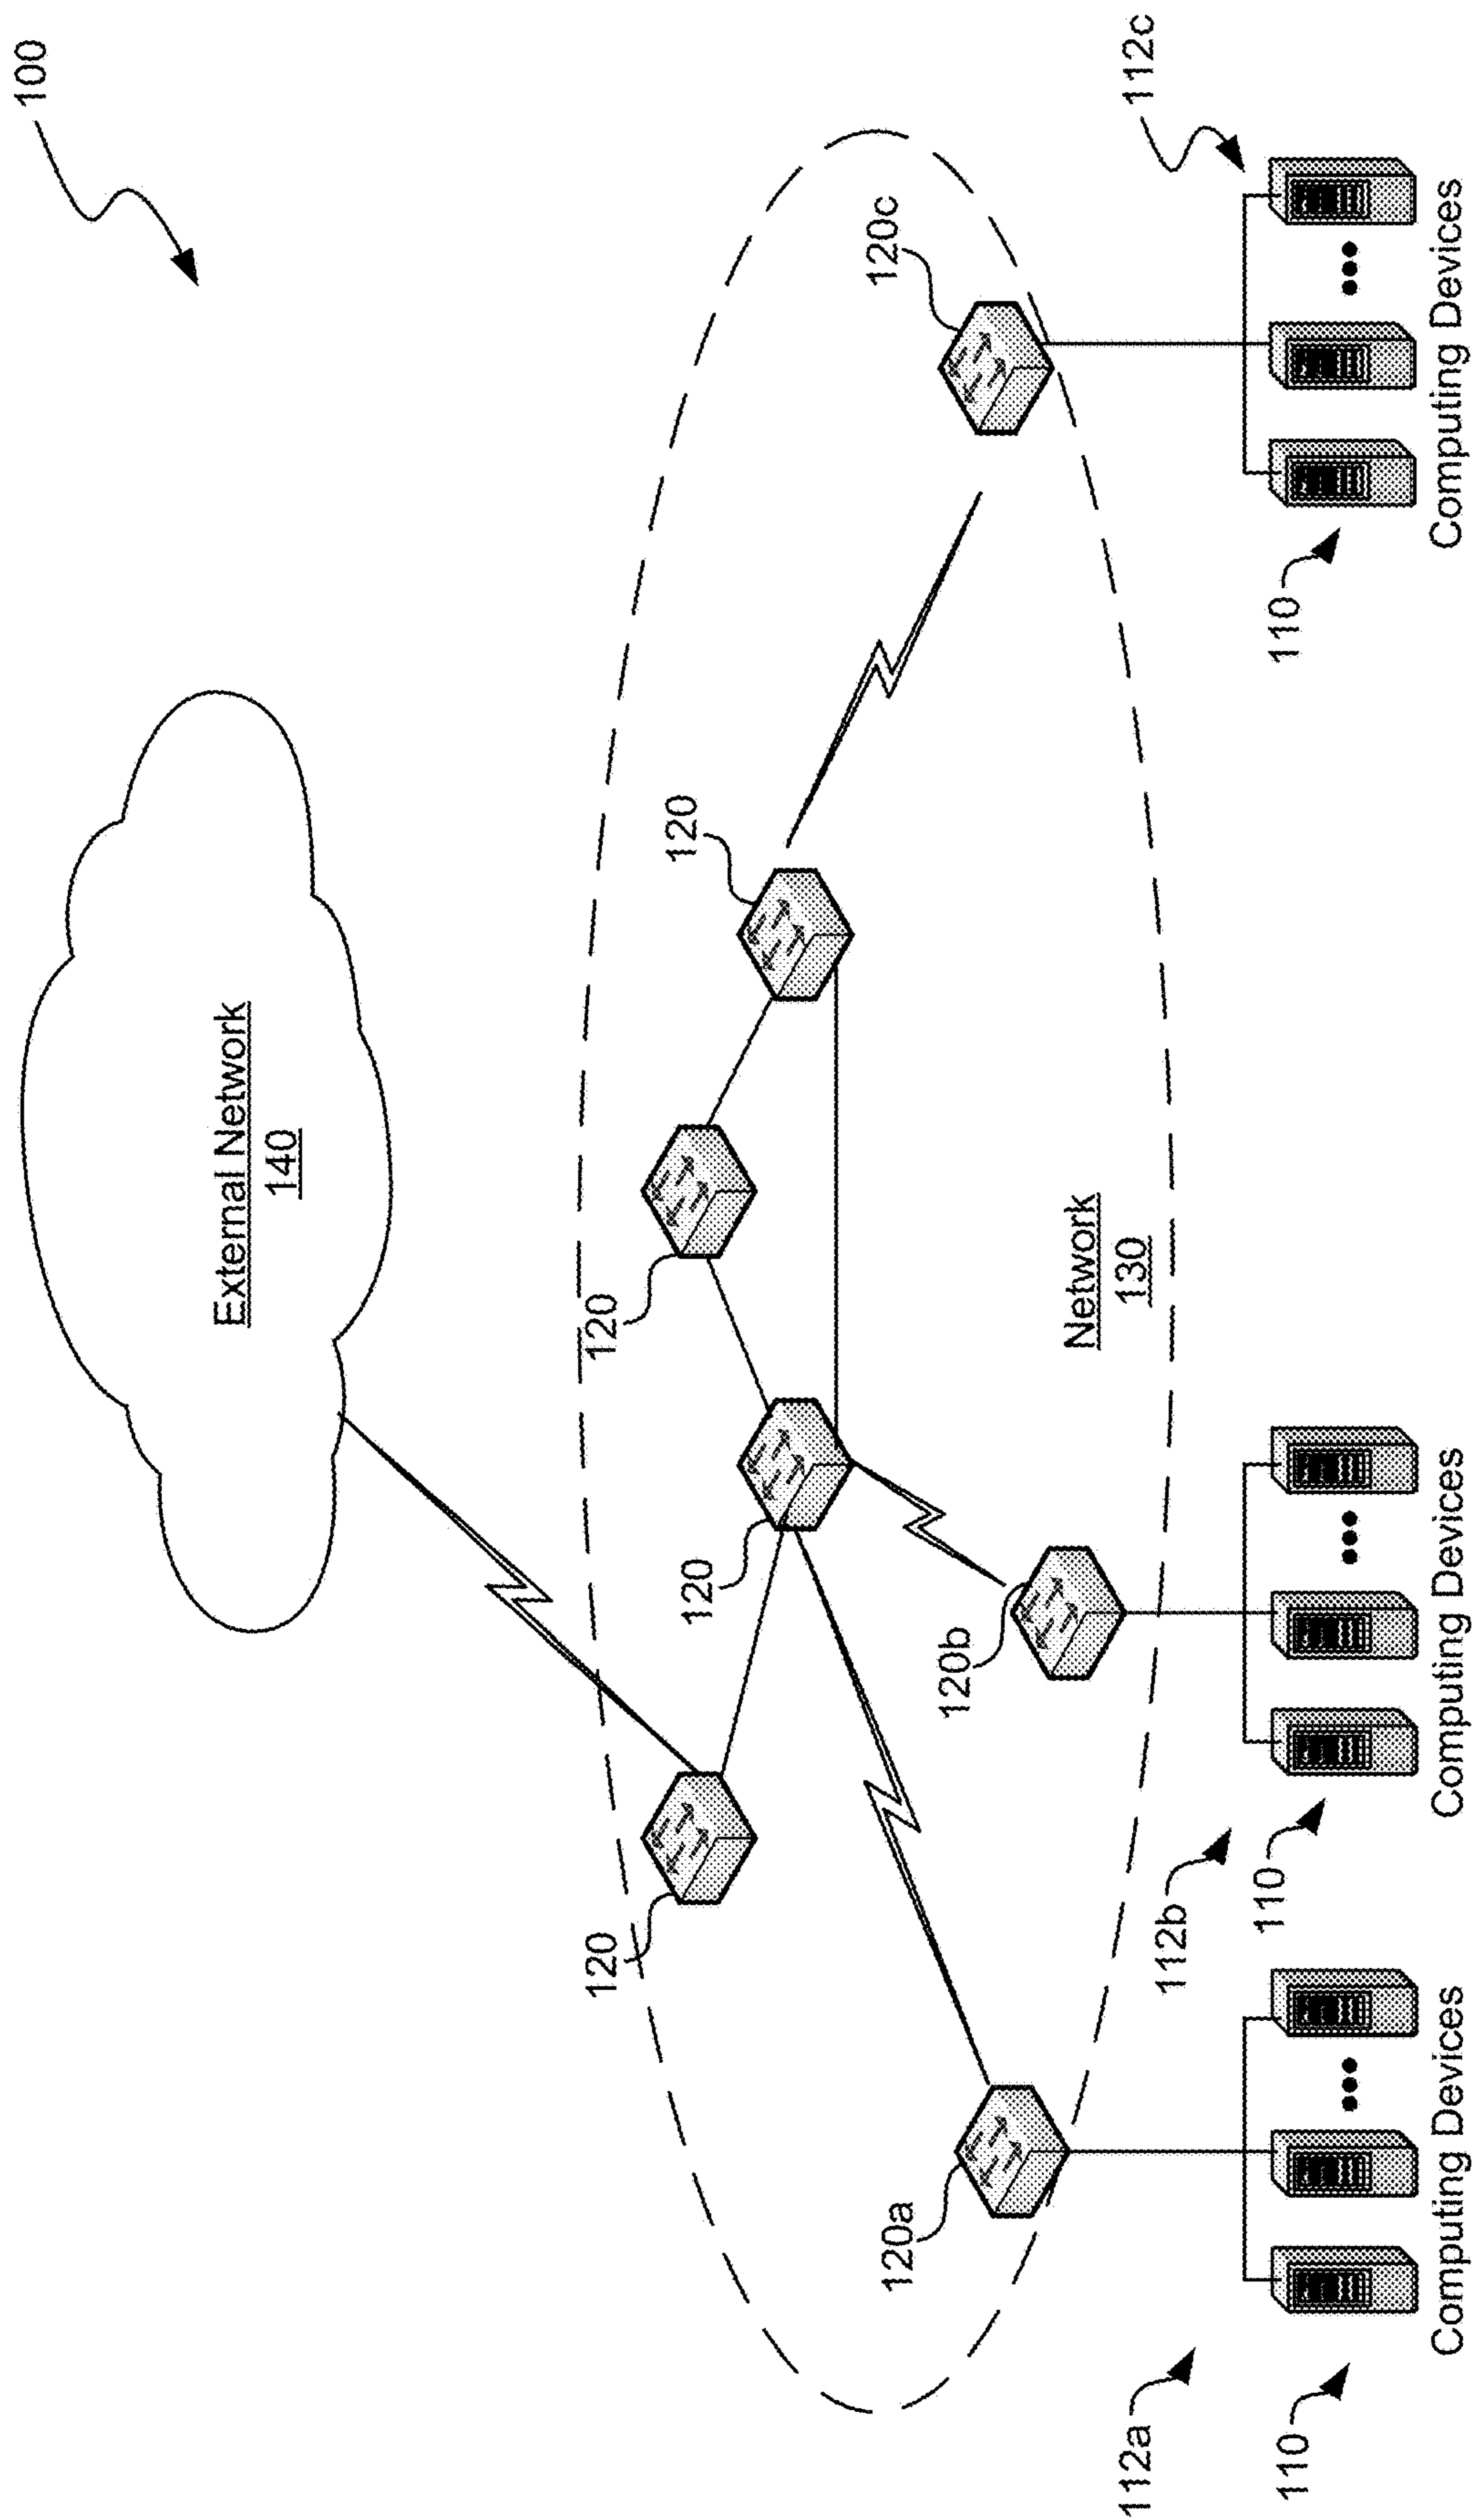 100
External Network
140
120
120
120
120
120a
120b
120c
Network
130
112a
110
Computing Devices
112b
110
Computing Devices
112c
110
Computing Devices